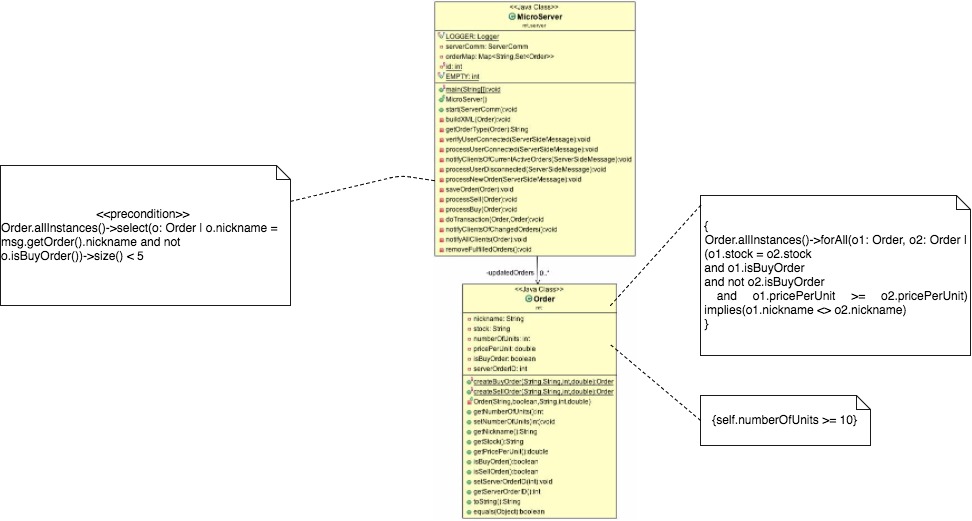 <<Java Class>>
MicroServer
mt.server
LOGGER: Logger
serverComm: ServerComm
orderMap: Map<String,Set<Order>>
id: int
EMPTY: int
main(String[]):void
MicroServer()
start(ServerComm):void
buildXML(Order):void
getOrderType(Order):String
verifyUserConnected(ServerSideMessage):void
processUserConnected(ServerSideMessage):void
notifyClientsOfCurrentActiveOrders(ServerSideMessage):void
processUserDisconnected(ServerSideMessage):void
processNewOrder(ServerSideMessage):void
saveOrder(Order):void
processSell(Order):void
processBuy(Order):void
doTransaction(Order,Order):void
notifyClientsOfChangedOrders():void
notifyAllClients(Order):void
removeFulfilledOrders():void
<<precondition>>
Order.allInstances()->select(o: Order | o.nickname =
msg.getOrder().nickname and not
o.isBuyOrder())->size() < 5
-updatedOrders 0..*
<<Java Class>>
Order
mt
nickname: String
stock: String
numberOfUnits: int
pricePerUnit: double
isBuyOrder: boolean
serverOrderID: int
createBuyOrder(String,String,int,double):Order
createSellOrder(String,String,int,double):Order
Order(String,boolean,String,int,double)
getNumberOfUnits():int
setNumberOfUnits(int):void
getNickname():String
getStock():String
getPricePerUnit():double
isBuyOrder():boolean
isSellOrder():boolean
setServerOrderID(int):void
getServerOrderID():int
toString():String
equals(Object):boolean
{
Order.allInstances()->forAll(o1: Order, o2: Order |
(o1.stock = o2.stock
and o1.isBuyOrder
and not o2.isBuyOrder
and o1.pricePerUnit >= o2.pricePerUnit)
implies(o1.nickname <> o2.nickname)
}
{self.numberOfUnits >= 10}